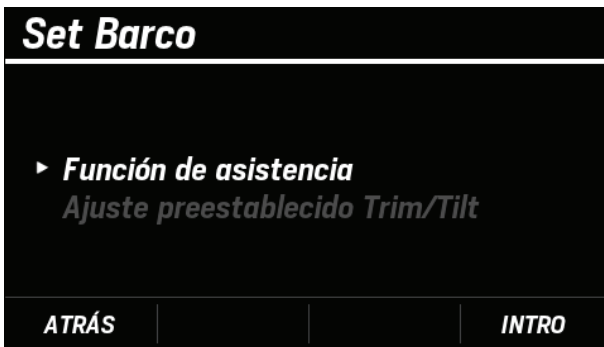 Set Barco
Función de asistencia
Ajuste preestablecido Trim/Tilt
ATRÁS INTRO